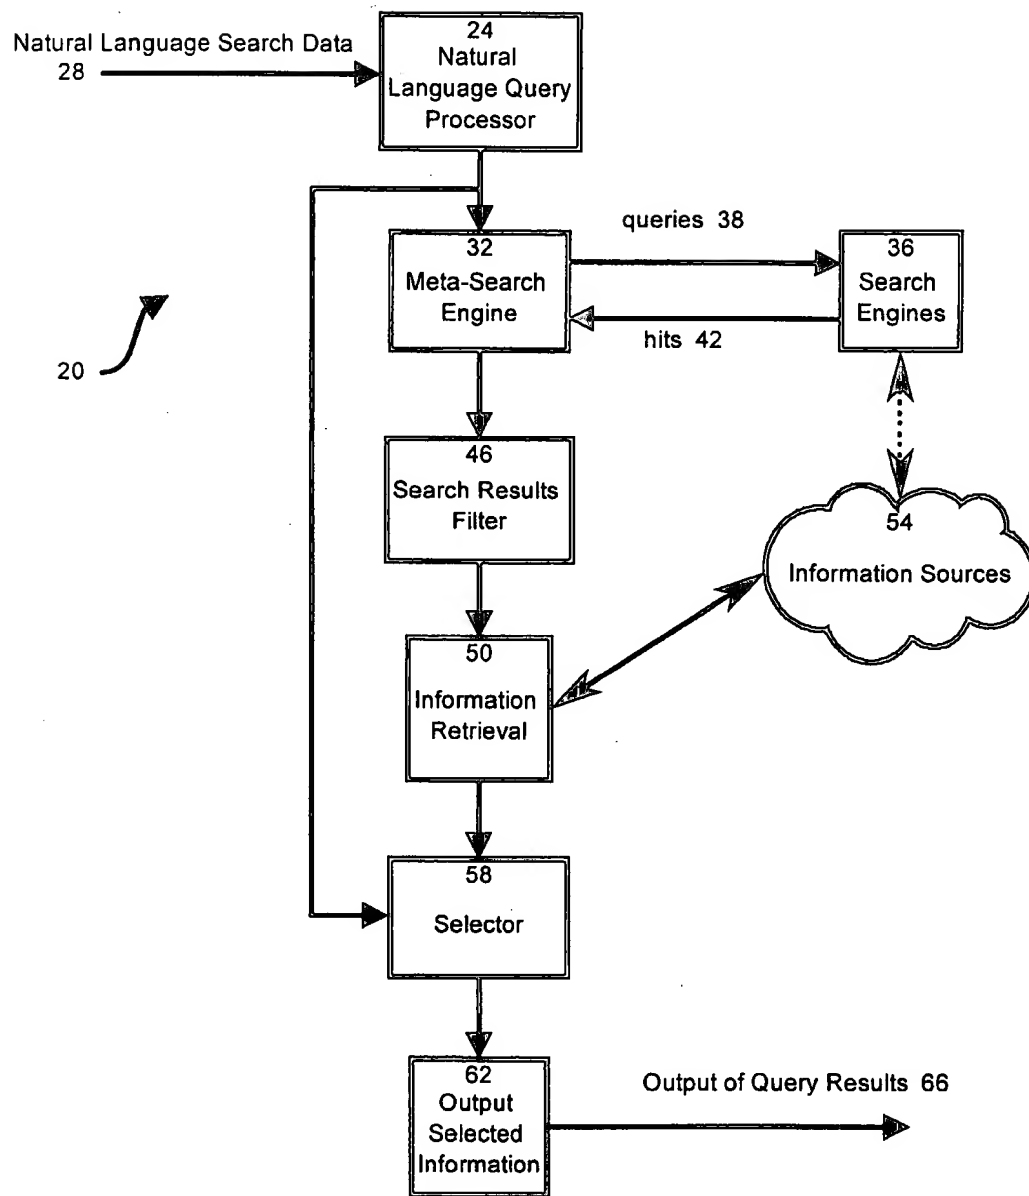 Natural Language Search Data
28
24
Natural
Language Query
Processor
queries 38
32
Meta-Search
Engine
36
Search
Engines
hits 42
20
46
Search Results
Filter
54
Information Sources
50
Information
Retrieval
58
Selector
62
Output
Selected
Information
Output of Query Results 66